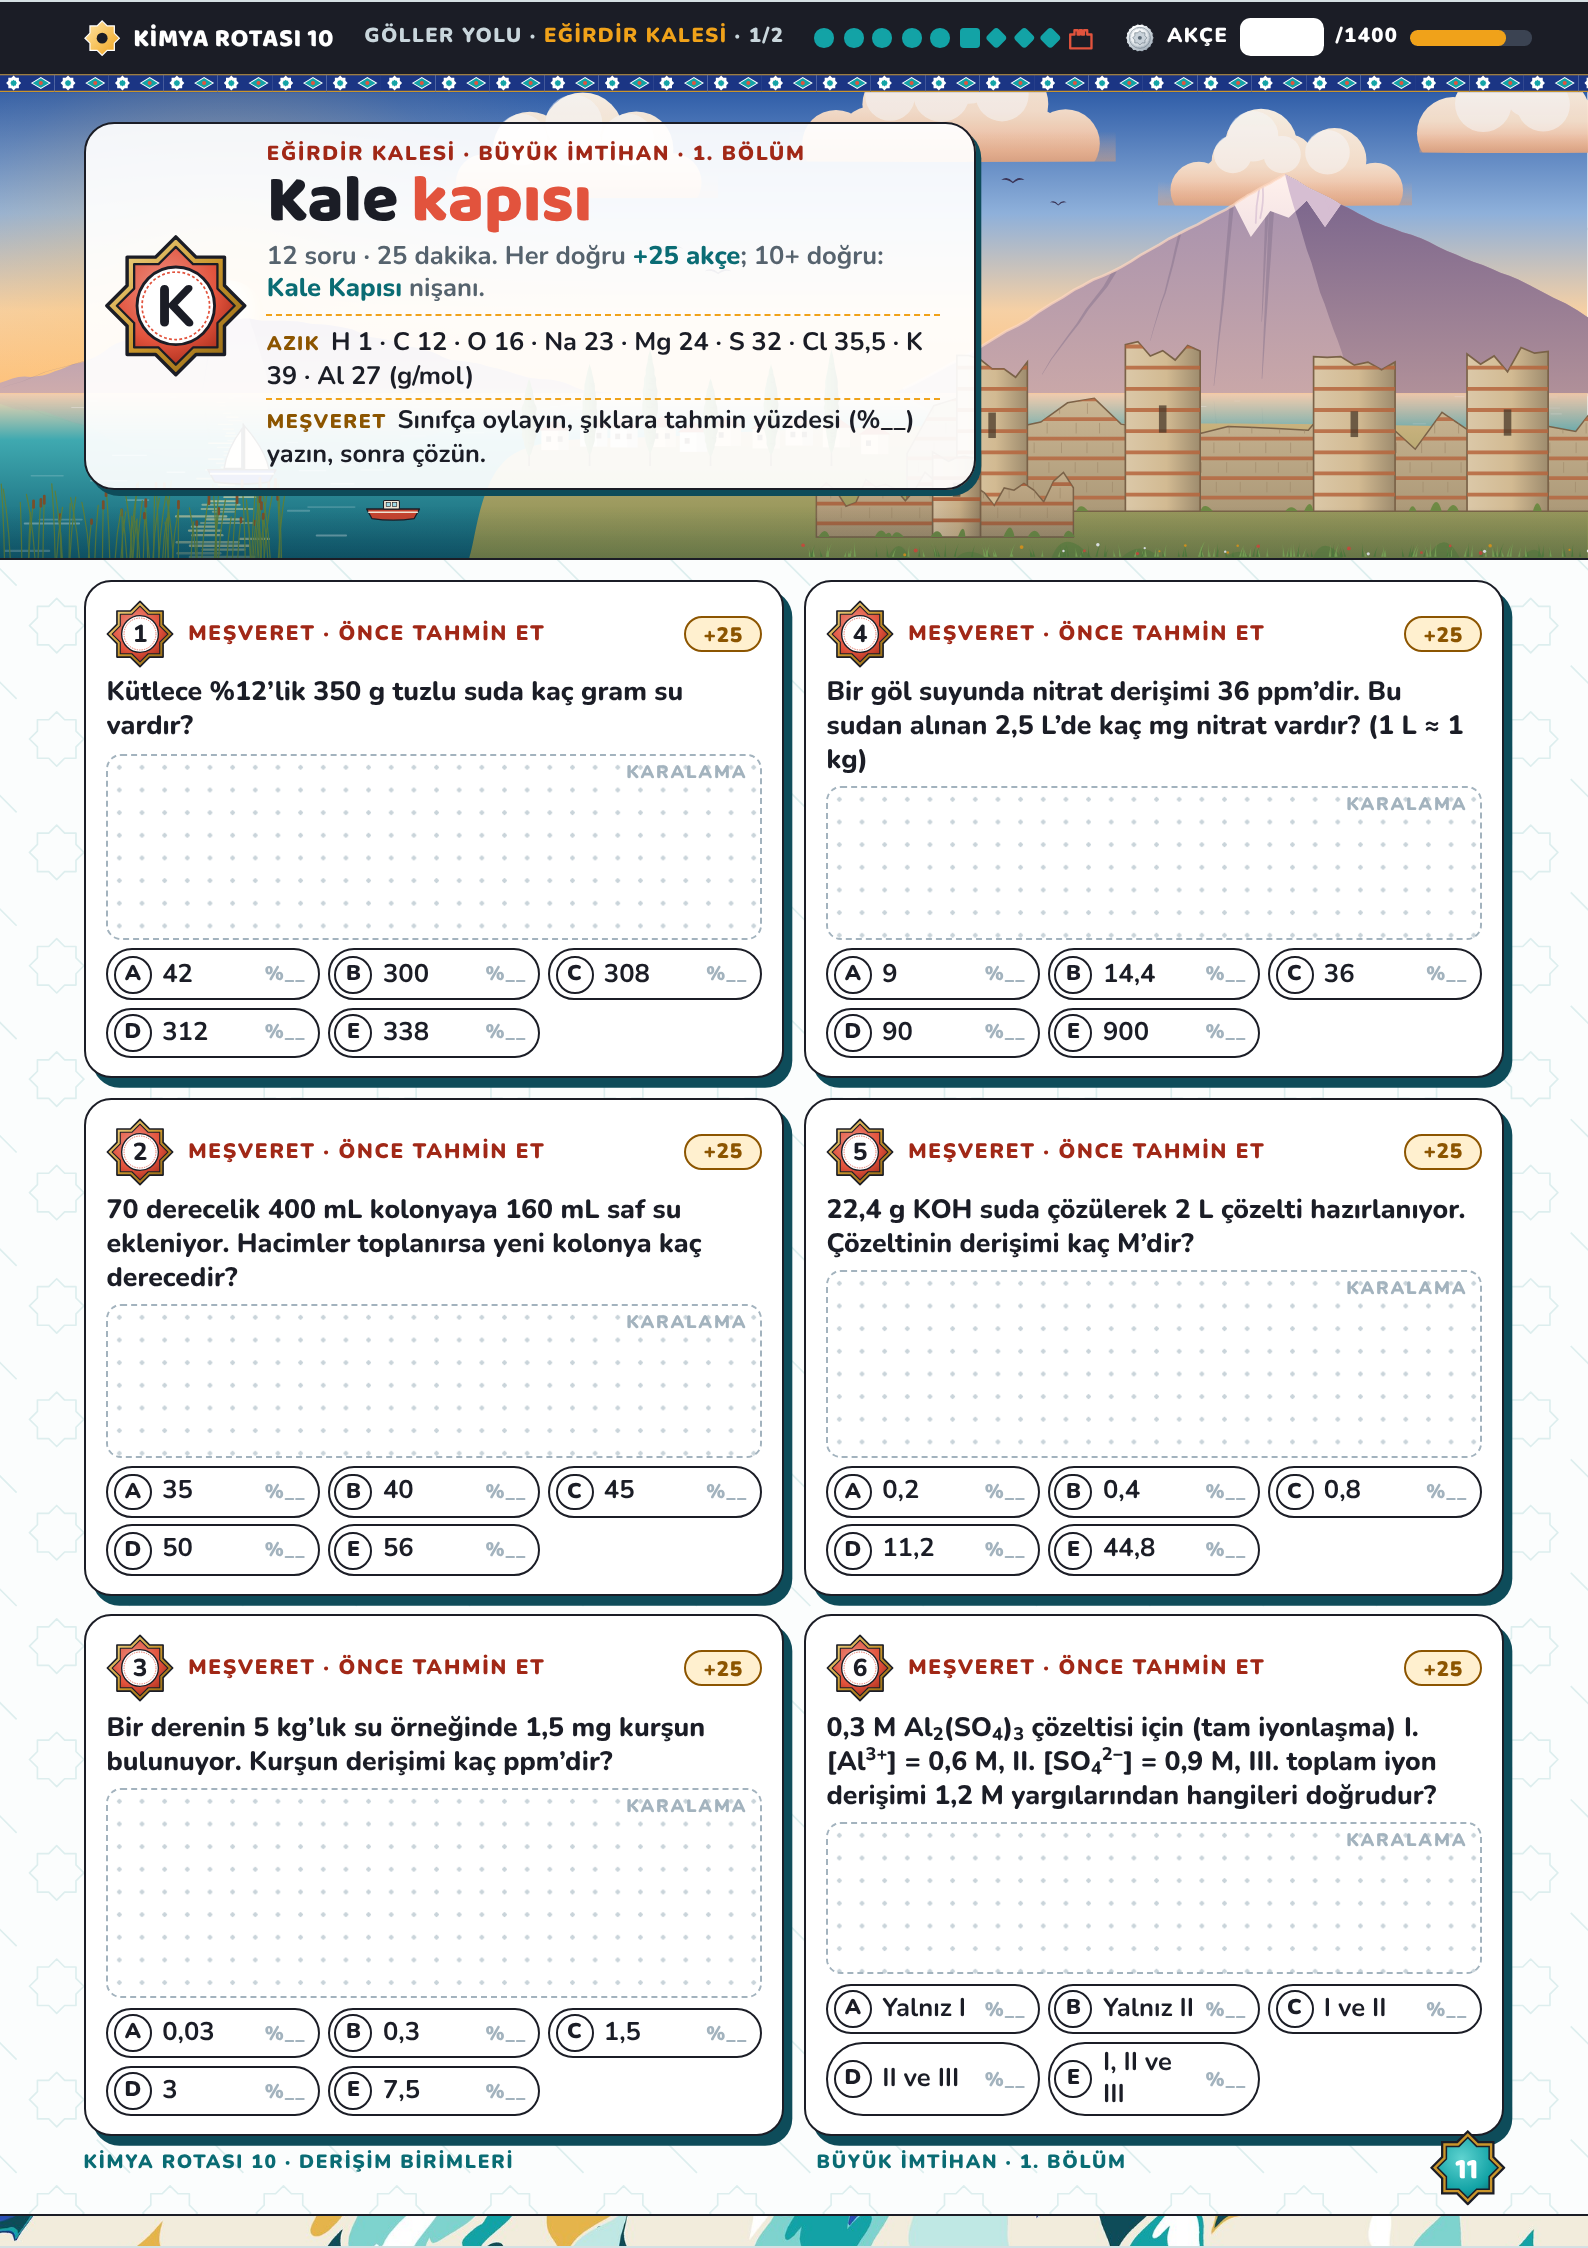 KİMYA ROTASI 10 GÖLLER YOLU · EĞİRDİR KALESİ · 1/2 AKÇE /1400
EĞİRDİR KALESİ · BÜYÜK İMTİHAN · 1. BÖLÜM
Kale kapısı
K
12 soru · 25 dakika. Her doğru +25 akçe; 10+ doğru:
Kale Kapısı nişanı.
AZIK H 1 · C 12 · O 16 · Na 23 · Mg 24 · S 32 · Cl 35,5 · K
39 · Al 27 (g/mol)
MEŞVERET Sınıfça oylayın, şıklara tahmin yüzdesi (%__)
yazın, sonra çözün.
1 MEŞVERET · ÖNCE TAHMİN ET +25
Kütlece %12’lik 350 g tuzlu suda kaç gram su
vardır?
KARALAMA
A 42 %__ B 300 %__ C 308 %__
D 312 %__ E 338 %__
2 MEŞVERET · ÖNCE TAHMİN ET +25
70 derecelik 400 mL kolonyaya 160 mL saf su
ekleniyor. Hacimler toplanırsa yeni kolonya kaç
derecedir?
KARALAMA
A 35 %__ B 40 %__ C 45 %__
D 50 %__ E 56 %__
3 MEŞVERET · ÖNCE TAHMİN ET +25
Bir derenin 5 kg’lık su örneğinde 1,5 mg kurşun
bulunuyor. Kurşun derişimi kaç ppm’dir?
KARALAMA
A 0,03 %__ B 0,3 %__ C 1,5 %__
D 3 %__ E 7,5 %__
4 MEŞVERET · ÖNCE TAHMİN ET +25
Bir göl suyunda nitrat derişimi 36 ppm’dir. Bu
sudan alınan 2,5 L’de kaç mg nitrat vardır? (1 L ≈ 1
kg)
KARALAMA
A 9 %__ B 14,4 %__ C 36 %__
D 90 %__ E 900 %__
5 MEŞVERET · ÖNCE TAHMİN ET +25
22,4 g KOH suda çözülerek 2 L çözelti hazırlanıyor.
Çözeltinin derişimi kaç M’dir?
KARALAMA
A 0,2 %__ B 0,4 %__ C 0,8 %__
D 11,2 %__ E 44,8 %__
6 MEŞVERET · ÖNCE TAHMİN ET +25
0,3 M Al₂(SO₄)₃ çözeltisi için (tam iyonlaşma) I.
[Al³⁺] = 0,6 M, II. [SO₄²⁻] = 0,9 M, III. toplam iyon
derişimi 1,2 M yargılarından hangileri doğrudur?
KARALAMA
A Yalnız I %__ B Yalnız II %__ C I ve II %__
D II ve III %__ E I, II ve
III %__
KİMYA ROTASI 10 · DERİŞİM BİRİMLERİ BÜYÜK İMTİHAN · 1. BÖLÜM 11